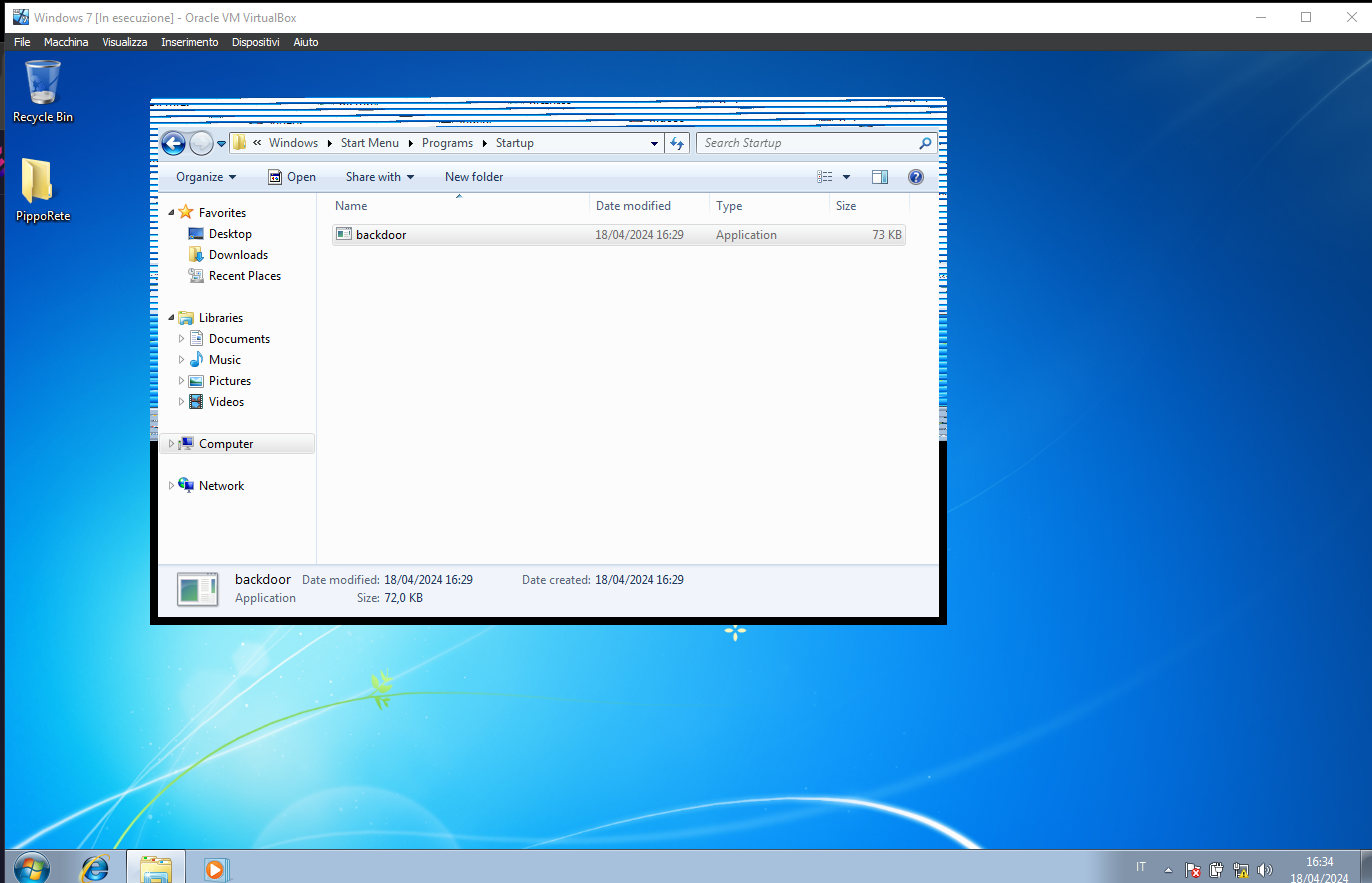 Windows 7 [In esecuzione] - Oracle VM VirtualBox
File Macchina Visualizza Inserimento Dispositivi Aiuto
Recycle Bin
PippoRete
« Windows Start Menu Programs Startup
Search Startup
Organize Open Share with New folder
Favorites
Desktop
Downloads
Recent Places
Libraries
Documents
Music
Pictures
Videos
Computer
Network
Name Date modified Type Size
backdoor 18/04/2024 16:29 Application 73 KB
backdoor Date modified: 18/04/2024 16:29 Date created: 18/04/2024 16:29
Application Size: 72,0 KB
IT
16:34
18/04/2024